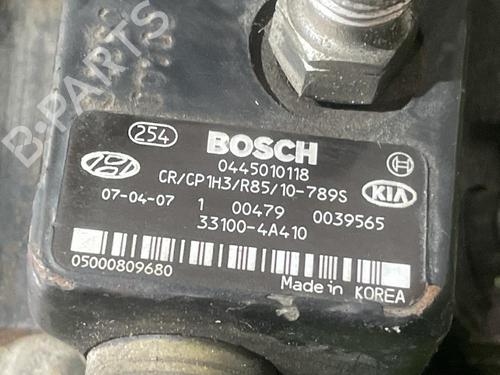 B-PARTS
254
BOSCH
0445010118
CR/CP1H3/R85/10-789S
KIA
07-04-07 1 00479 0039565
33100-4A410
05000809680
Made in KOREA